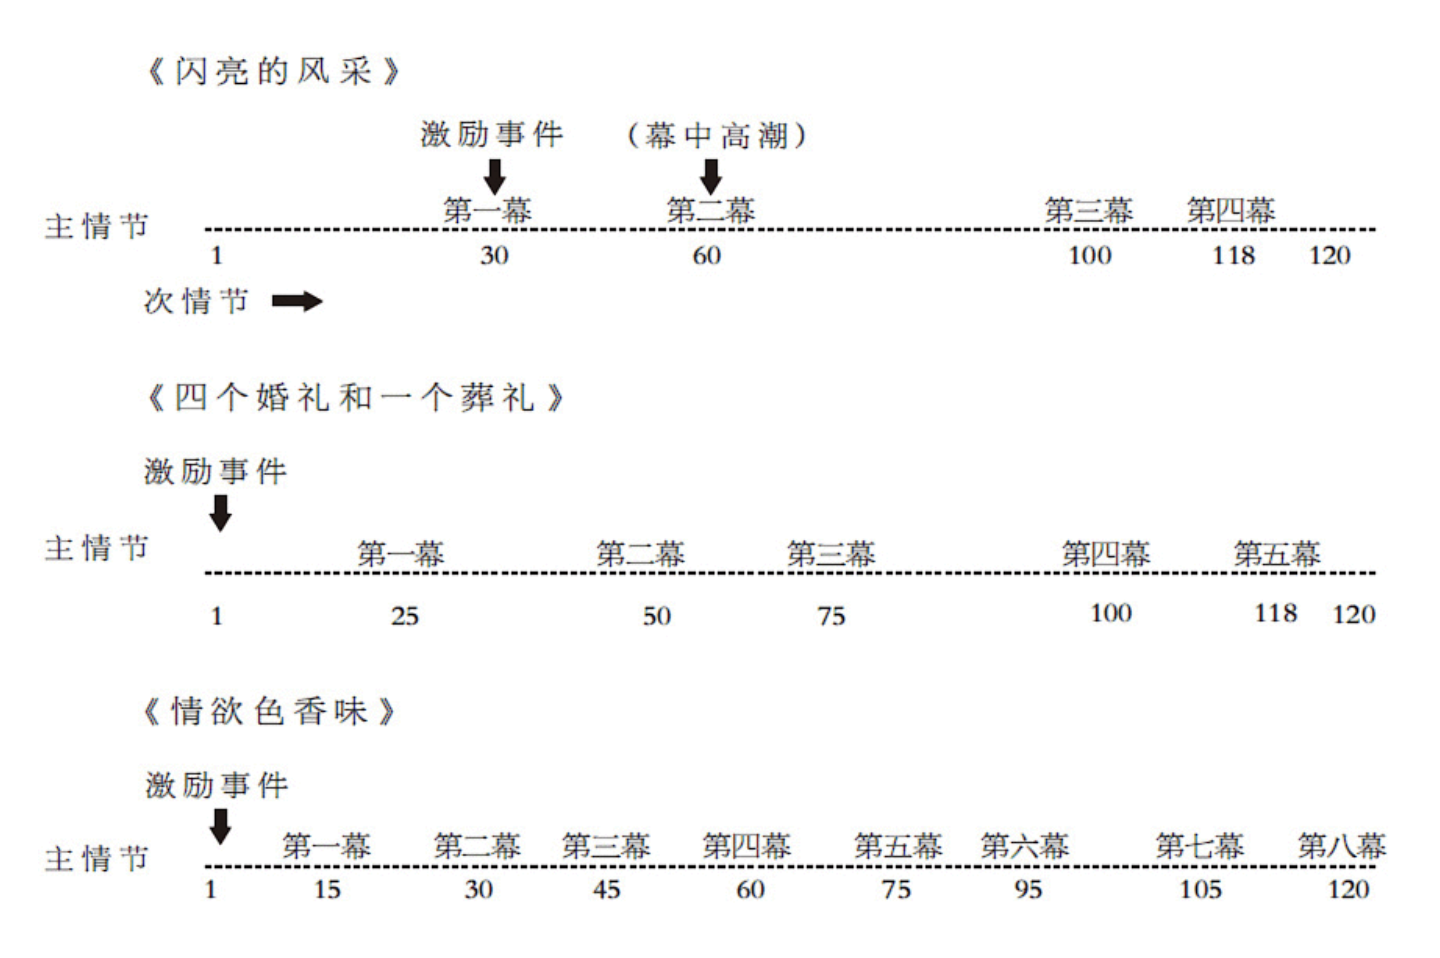 《闪亮的风采》
激励事件 （幕中高潮）
第一幕 第二幕 第三幕 第四幕
主情节
1 30 60 100 118 120
次情节
《四个婚礼和一个葬礼》
激励事件
主情节 第一幕 第二幕 第三幕 第四幕 第五幕
1 25 50 75 100 118 120
《情欲色香味》
激励事件
第一幕 第二幕 第三幕 第四幕 第五幕 第六幕 第七幕 第八幕
主情节
1 15 30 45 60 75 95 105 120